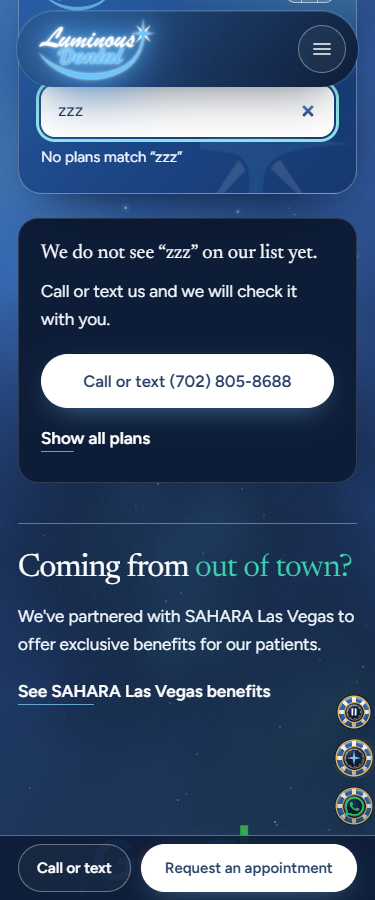 Luminous
Dental
zzz
No plans match “zzz”
We do not see “zzz” on our list yet.
Call or text us and we will check it
with you.
Call or text (702) 805-8688
Show all plans
Coming from out of town?
We've partnered with SAHARA Las Vegas to
offer exclusive benefits for our patients.
See SAHARA Las Vegas benefits
Call or text
Request an appointment